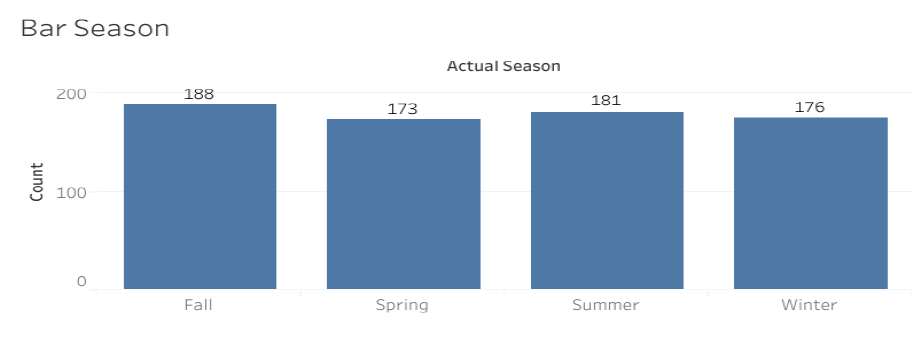 Bar Season
Actual Season
200
188
173
181
176
Count
100
0
Fall Spring Summer Winter